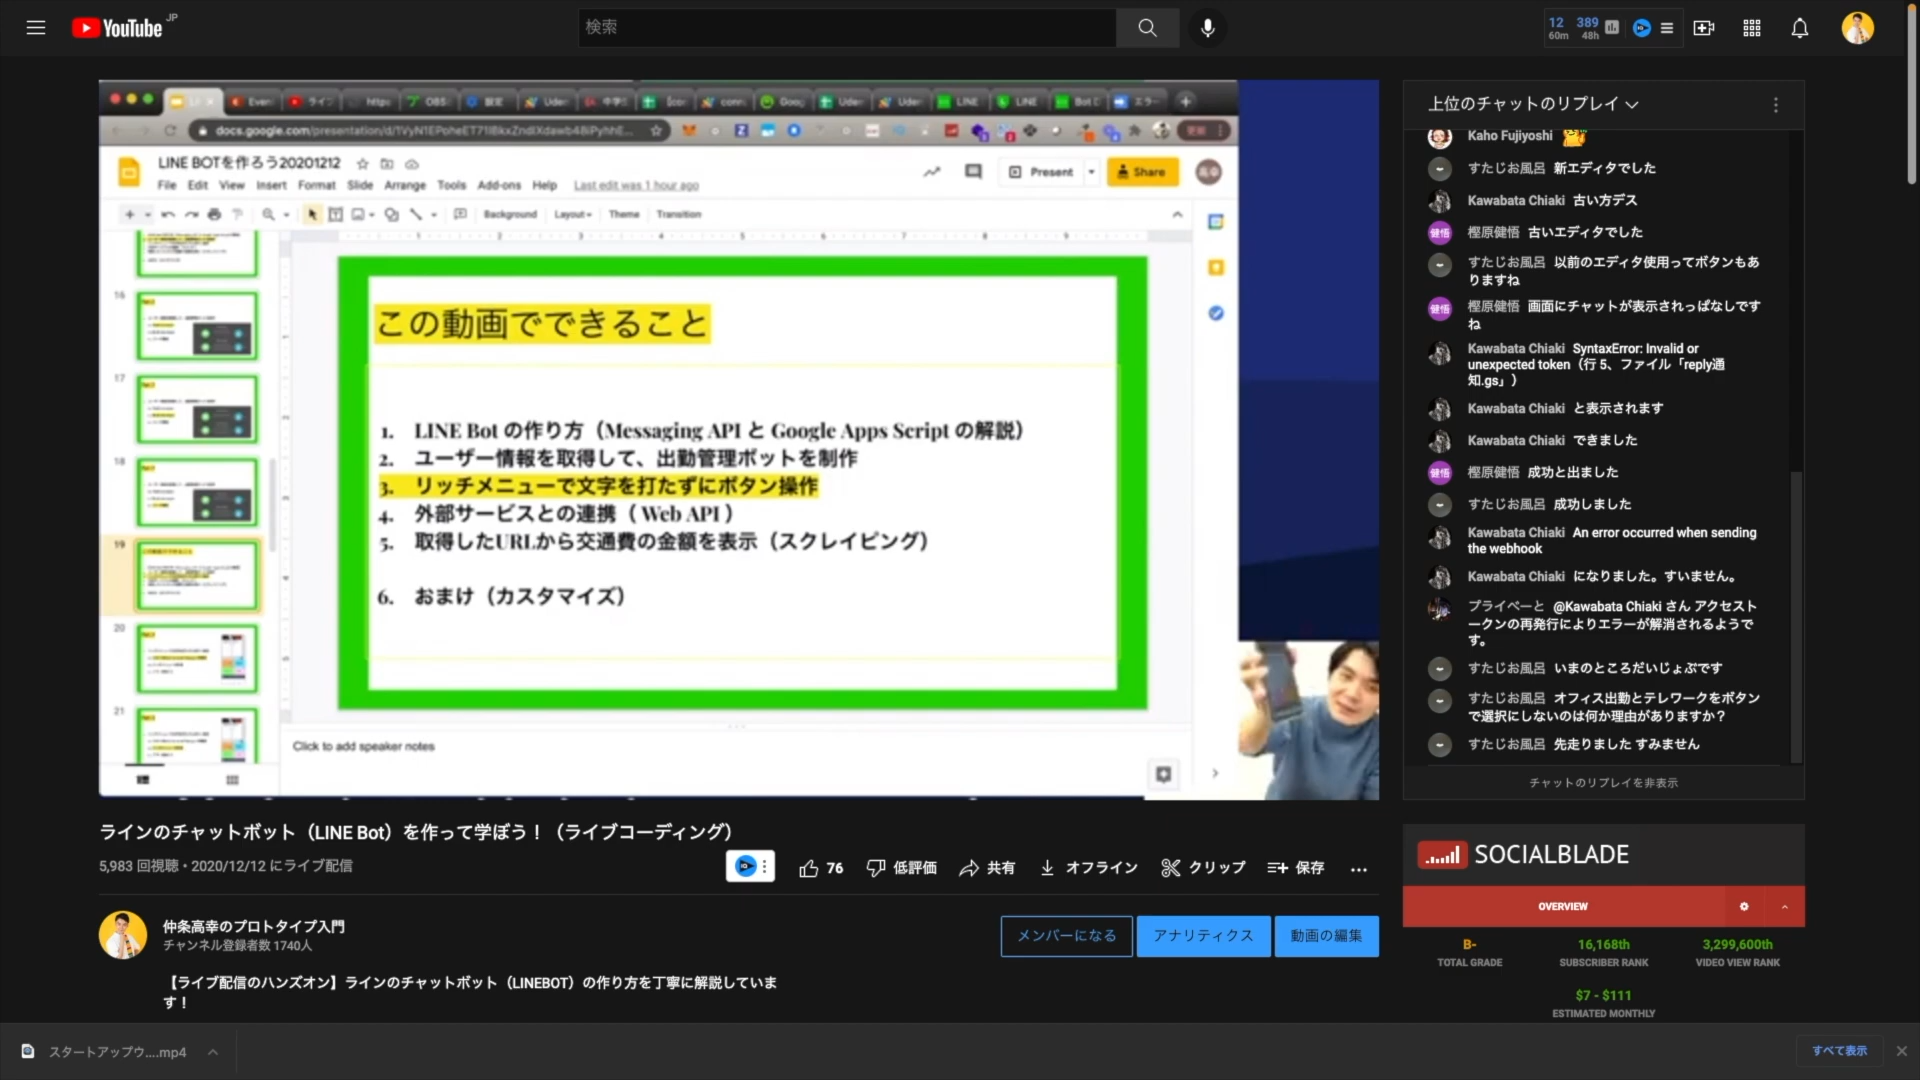 YouTube JP
検索
12 389
60m 48h
LINE BOTを作ろう20201212
File Edit View Insert Format Slide Arrange Tools Add-ons Help Last edit was 1 hour ago
Present
Share
Background Layout Theme Transition
16
17
18
19
20
21
この動画でできること
1. LINE Bot の作り方（Messaging API と Google Apps Script の解説）
2. ユーザー情報を取得して、出勤管理ボットを制作
3. リッチメニューで文字を打たずにボタン操作
4. 外部サービスとの連携（ Web API ）
5. 取得したURLから交通費の金額を表示（スクレイピング）
6. おまけ（カスタマイズ）
Click to add speaker notes
上位のチャットのリプレイ
Kaho Fujiyoshi
すたじお風呂 新エディタでした
Kawabata Chiaki 古い方デス
健悟 樫原健悟 古いエディタでした
すたじお風呂 以前のエディタ使用ってボタンもあ
りますね
健悟 樫原健悟 画面にチャットが表示されっぱなしです
ね
Kawabata Chiaki SyntaxError: Invalid or
unexpected token（行 5、ファイル「reply通
知.gs」）
Kawabata Chiaki と表示されます
Kawabata Chiaki できました
健悟 樫原健悟 成功と出ました
すたじお風呂 成功しました
Kawabata Chiaki An error occurred when sending
the webhook
Kawabata Chiaki になりました。すいません。
プライベーと @Kawabata Chiaki さん アクセスト
ークンの再発行によりエラーが解消されるようで
す。
すたじお風呂 いまのところだいじょぶです
すたじお風呂 オフィス出勤とテレワークをボタン
で選択にしないのは何か理由がありますか？
すたじお風呂 先走りました すみません
チャットのリプレイを非表示
ラインのチャットボット（LINE Bot）を作って学ぼう！（ライブコーディング）
5,983 回視聴・2020/12/12 にライブ配信
76 低評価 共有 オフライン クリップ 保存
仲条高幸のプロトタイプ入門
チャンネル登録者数 1740人
メンバーになる アナリティクス 動画の編集
【ライブ配信のハンズオン】ラインのチャットボット（LINEBOT）の作り方を丁寧に解説していま
す！
SOCIALBLADE
OVERVIEW
B- 16,168th 3,299,600th
TOTAL GRADE SUBSCRIBER RANK VIDEO VIEW RANK
$7 - $111
ESTIMATED MONTHLY
スタートアップウ....mp4
すべて表示